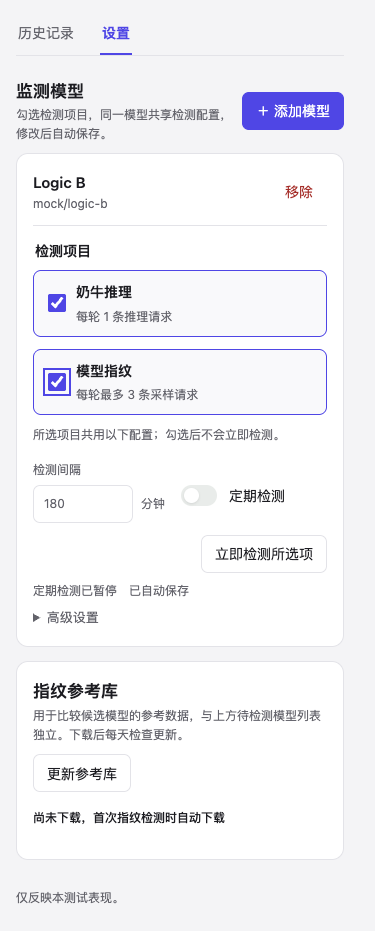 历史记录 设置
监测模型
勾选检测项目，同一模型共享检测配置，
修改后自动保存。
＋ 添加模型
Logic B
mock/logic-b
移除
检测项目
奶牛推理
每轮 1 条推理请求
模型指纹
每轮最多 3 条采样请求
所选项目共用以下配置；勾选后不会立即检测。
检测间隔
180 分钟 定期检测
立即检测所选项
定期检测已暂停 已自动保存
▶ 高级设置
指纹参考库
用于比较候选模型的参考数据，与上方待检测模型列表
独立。下载后每天检查更新。
更新参考库
尚未下载，首次指纹检测时自动下载
仅反映本测试表现。